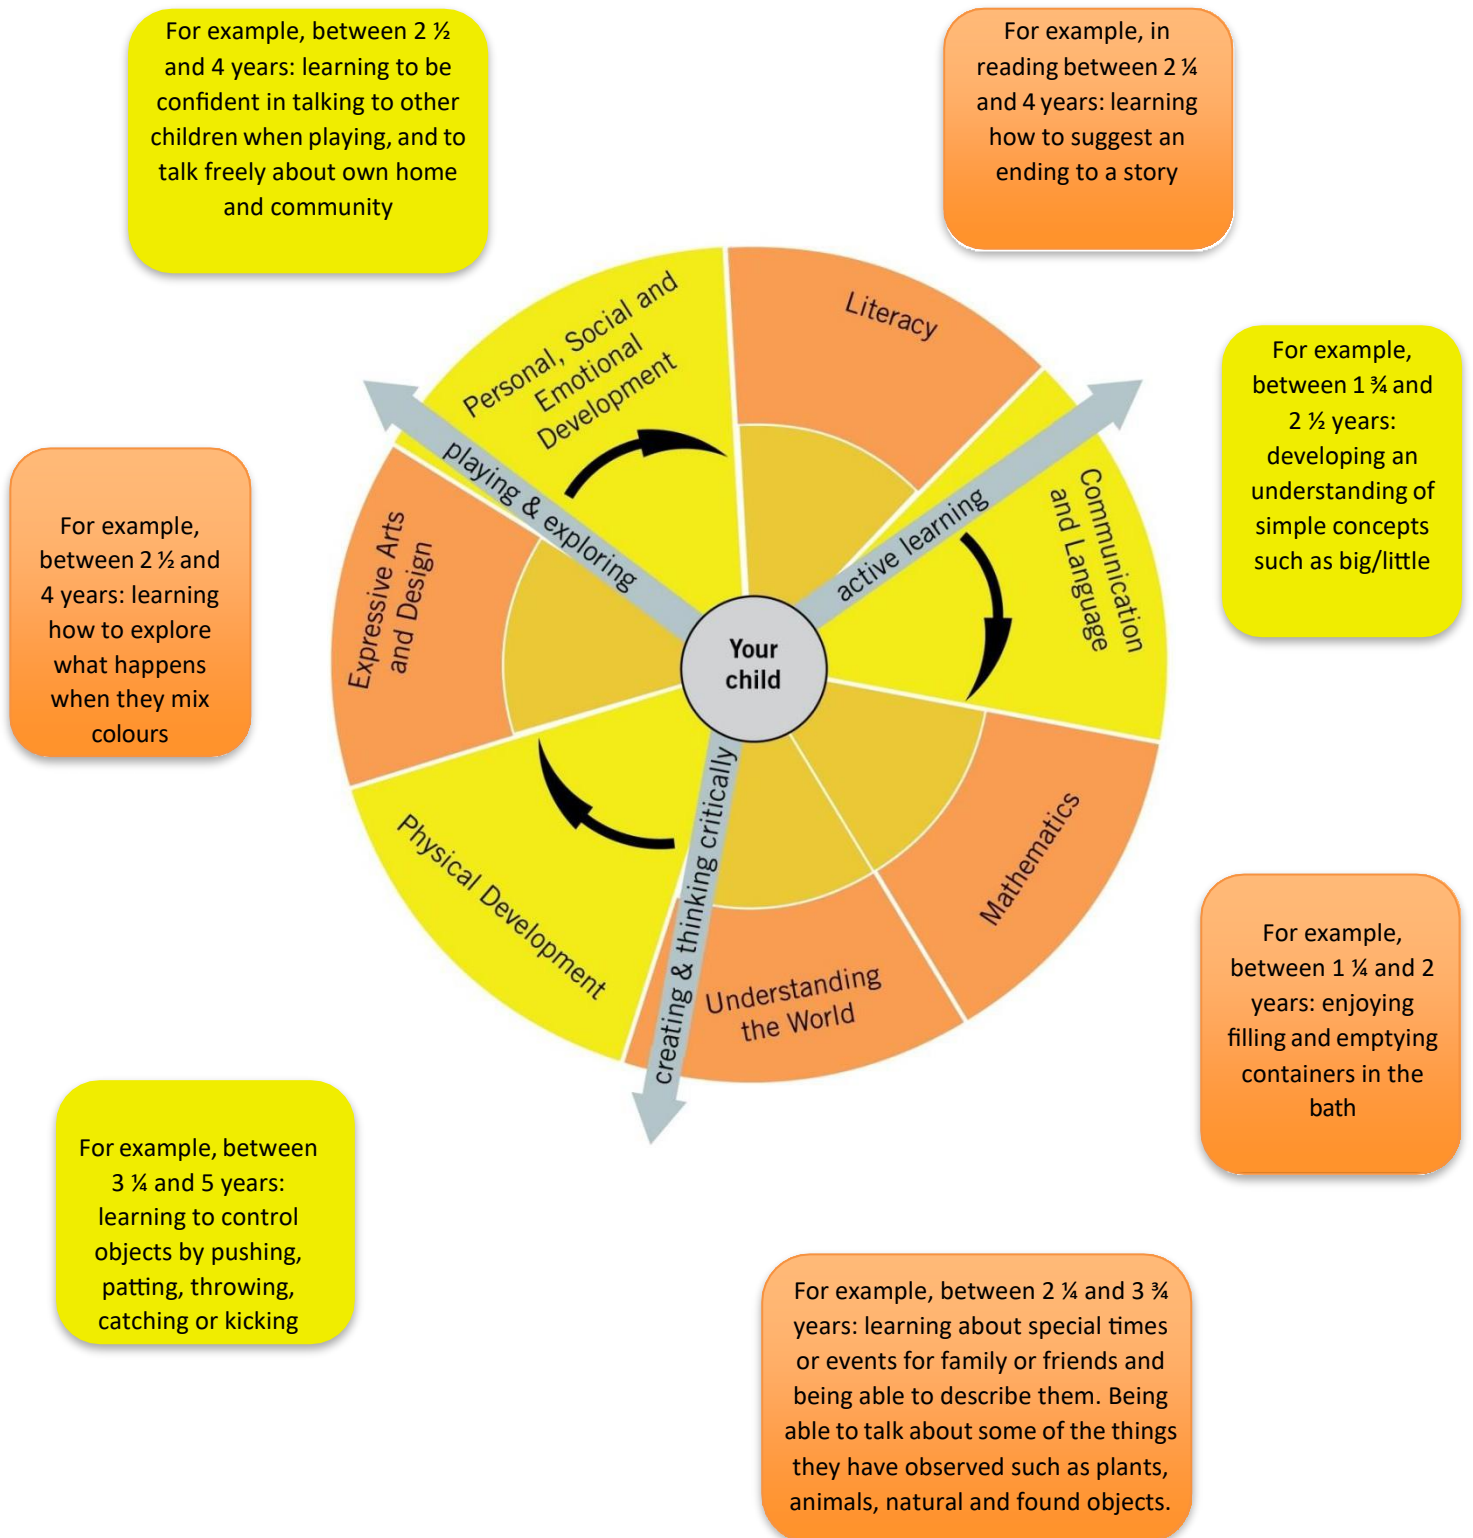 For example, between 2 ½
and 4 years: learning to be
confident in talking to other
children when playing, and to
talk freely about own home
and community
For example, in
reading between 2 ¼
and 4 years: learning
how to suggest an
ending to a story
Personal, Social and
Emotional
Development
Literacy
For example,
between 1 ¾ and
2 ½ years:
developing an
understanding of
simple concepts
such as big/little
playing & exploring
active learning
Communication
and Language
For example,
between 2 ½ and
4 years: learning
how to explore
what happens
when they mix
colours
Expressive Arts
and Design
Your
child
creating & thinking critically
Physical Development
Mathematics
Understanding
the World
For example,
between 1 ¼ and 2
years: enjoying
filling and emptying
containers in the
bath
For example, between
3 ¼ and 5 years:
learning to control
objects by pushing,
patting, throwing,
catching or kicking
For example, between 2 ¼ and 3 ¾
years: learning about special times
or events for family or friends and
being able to describe them. Being
able to talk about some of the things
they have observed such as plants,
animals, natural and found objects.